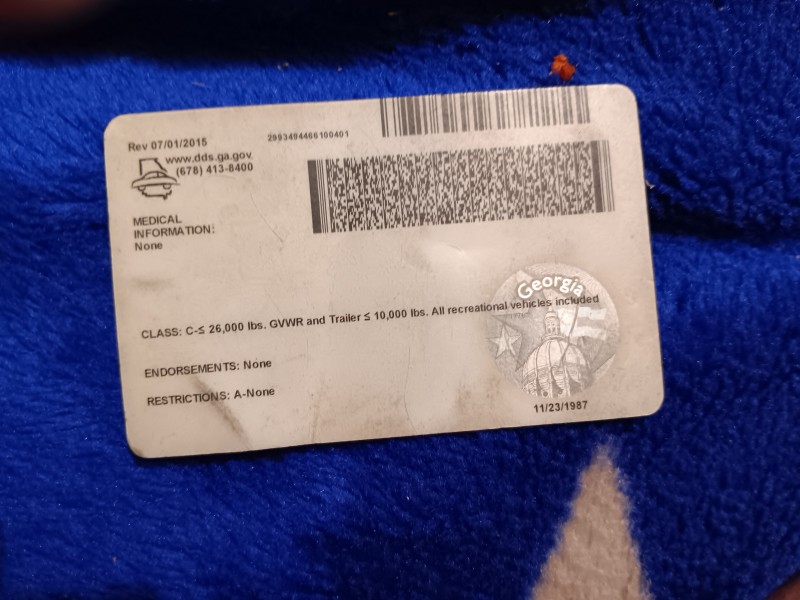 Rev 07/01/2015
2993494466100401
www.dds.ga.gov.
(678) 413-8400
MEDICAL
INFORMATION:
None
Georgia
CLASS: C-≤ 26,000 lbs. GVWR and Trailer ≤ 10,000 lbs. All recreational vehicles included
ENDORSEMENTS: None
RESTRICTIONS: A-None
11/23/1987